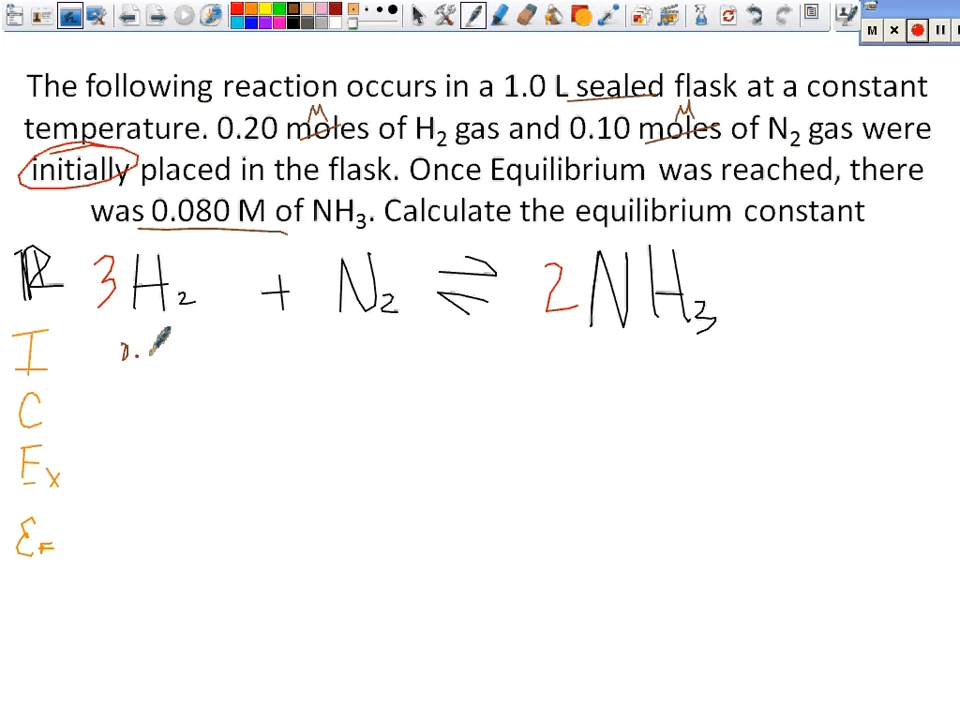 M ×
The following reaction occurs in a 1.0 L sealed flask at a constant
M M
temperature. 0.20 moles of H₂ gas and 0.10 moles of N₂ gas were
initially placed in the flask. Once Equilibrium was reached, there
was 0.080 M of NH₃. Calculate the equilibrium constant
R 3H₂ + N₂ ⇌ 2NH₃
I 0.
C
Ex
EF